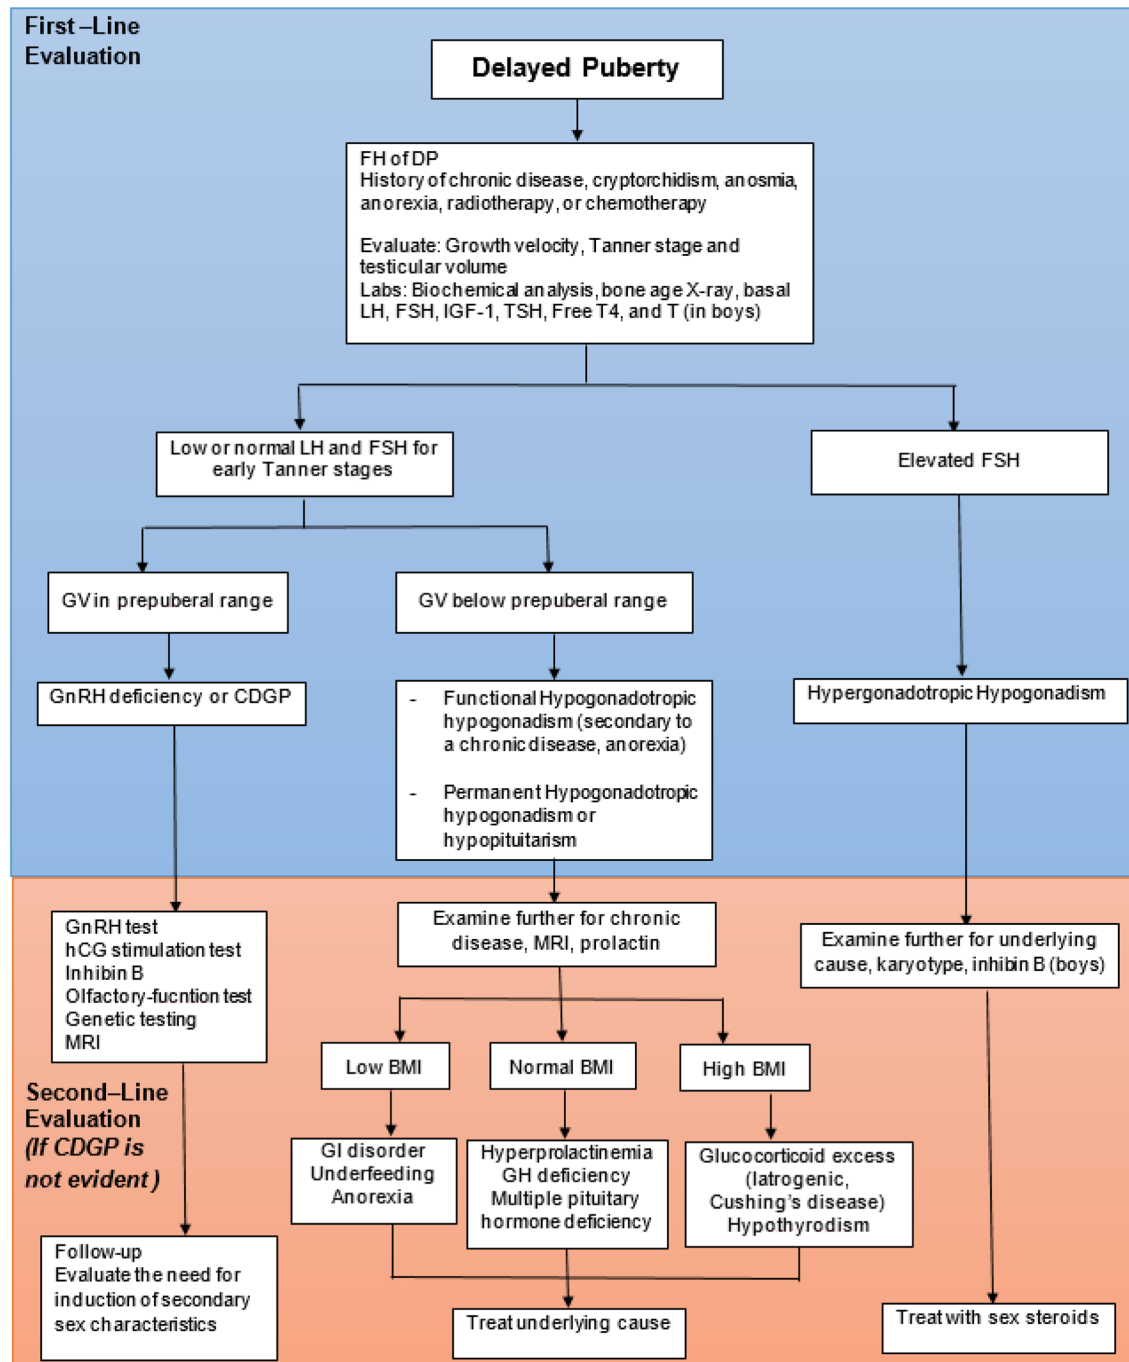 First –Line
Evaluation
Delayed Puberty
FH of DP
History of chronic disease, cryptorchidism, anosmia,
anorexia, radiotherapy, or chemotherapy
Evaluate: Growth velocity, Tanner stage and
testicular volume
Labs: Biochemical analysis, bone age X-ray, basal
LH, FSH, IGF-1, TSH, Free T4, and T (in boys)
Low or normal LH and FSH for
early Tanner stages
Elevated FSH
GV in prepuberal range
GV below prepuberal range
GnRH deficiency or CDGP
- Functional Hypogonadotropic
hypogonadism (secondary to
a chronic disease, anorexia)
- Permanent Hypogonadotropic
hypogonadism or
hypopituitarism
Hypergonadotropic Hypogonadism
GnRH test
hCG stimulation test
Inhibin B
Olfactory-fucntion test
Genetic testing
MRI
Examine further for chronic
disease, MRI, prolactin
Examine further for underlying
cause, karyotype, inhibin B (boys)
Low BMI
Normal BMI
High BMI
Second–Line
Evaluation
(If CDGP is
not evident)
GI disorder
Underfeeding
Anorexia
Hyperprolactinemia
GH deficiency
Multiple pituitary
hormone deficiency
Glucocorticoid excess
(Iatrogenic,
Cushing's disease)
Hypothyrodism
Follow-up
Evaluate the need for
induction of secondary
sex characteristics
Treat underlying cause
Treat with sex steroids